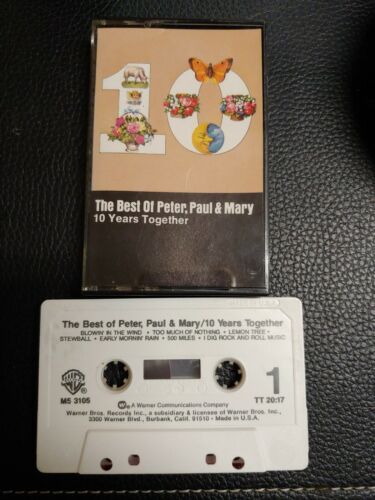 10
The Best Of Peter, Paul & Mary
10 Years Together
The Best of Peter, Paul & Mary/10 Years Together
BLOWIN' IN THE WIND • TOO MUCH OF NOTHING • LEMON TREE •
STEWBALL • EARLY MORNIN' RAIN • 500 MILES • I DIG ROCK AND ROLL MUSIC
M5 3105
1
TT 20:17
A Warner Communications Company
Warner Bros. Records Inc., a subsidiary & licensee of Warner Bros. Inc.,
3300 Warner Blvd., Burbank, Calif. 91510 • Made in U.S.A.